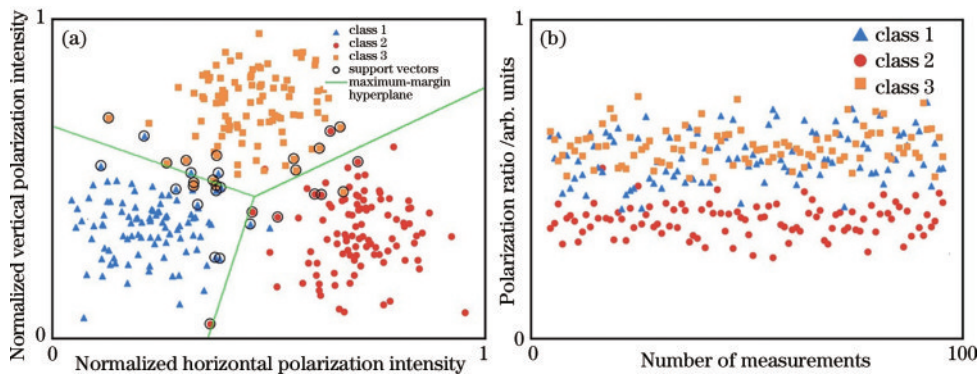 1
(a)
class 1
class 2
class 3
support vectors
maximum-margin
hyperplane
Normalized vertical polarization intensity
0
0
Normalized horizontal polarization intensity
1
1
(b)
class 1
class 2
class 3
Polarization ratio /arb. units
0
0
Number of measurements
100